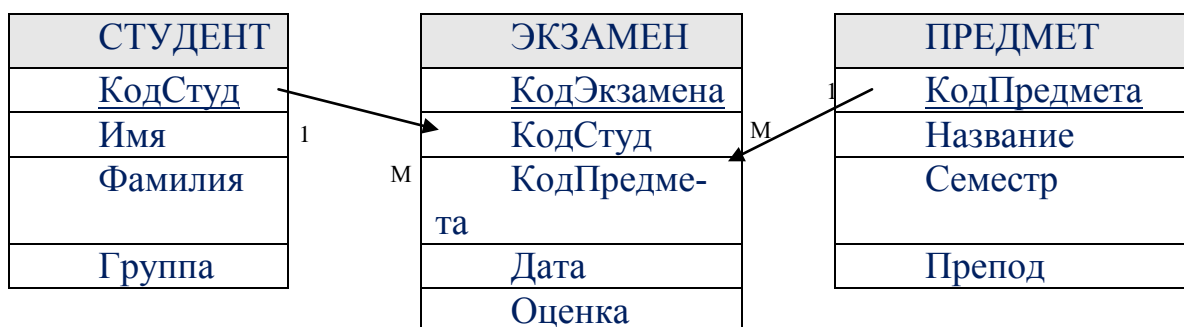 СТУДЕНТ
КодСтуд
Имя
Фамилия
Группа
1
М
ЭКЗАМЕН
КодЭкзамена
КодСтуд
КодПредме-
та
Дата
Оценка
М
1
ПРЕДМЕТ
КодПредмета
Название
Семестр
Препод